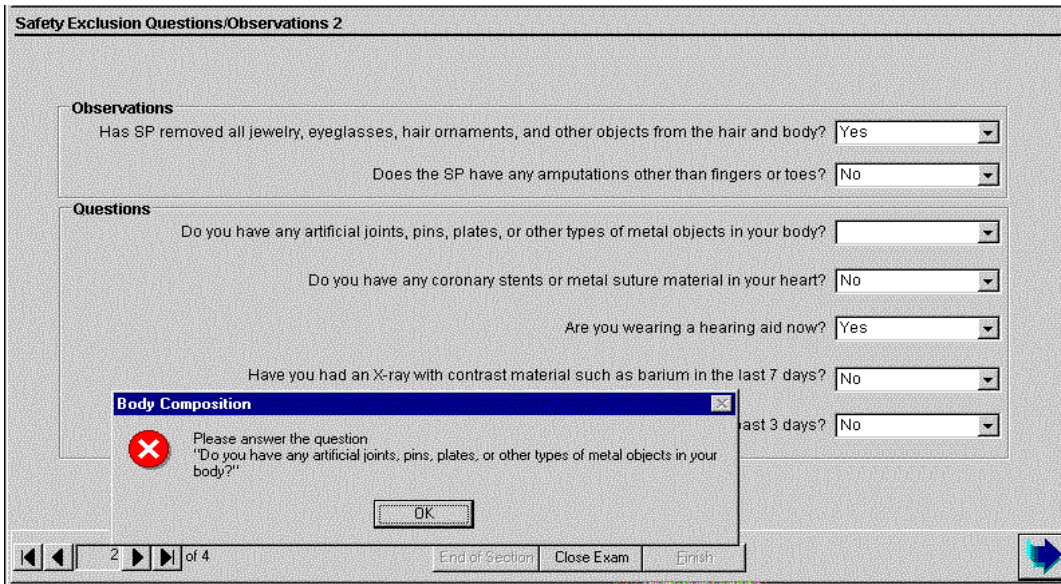 Safety Exclusion Questions/Observations 2
Observations
Has SP removed all jewelry, eyeglasses, hair ornaments, and other objects from the hair and body? Yes
Does the SP have any amputations other than fingers or toes? No
Questions
Do you have any artificial joints, pins, plates, or other types of metal objects in your body?
Do you have any coronary stents or metal suture material in your heart? No
Are you wearing a hearing aid now? Yes
Have you had an X-ray with contrast material such as barium in the last 7 days? No
past 3 days? No
Body Composition
Please answer the question
"Do you have any artificial joints, pins, plates, or other types of metal objects in your
body?"
OK
2 of 4 End of Section Close Exam Finish